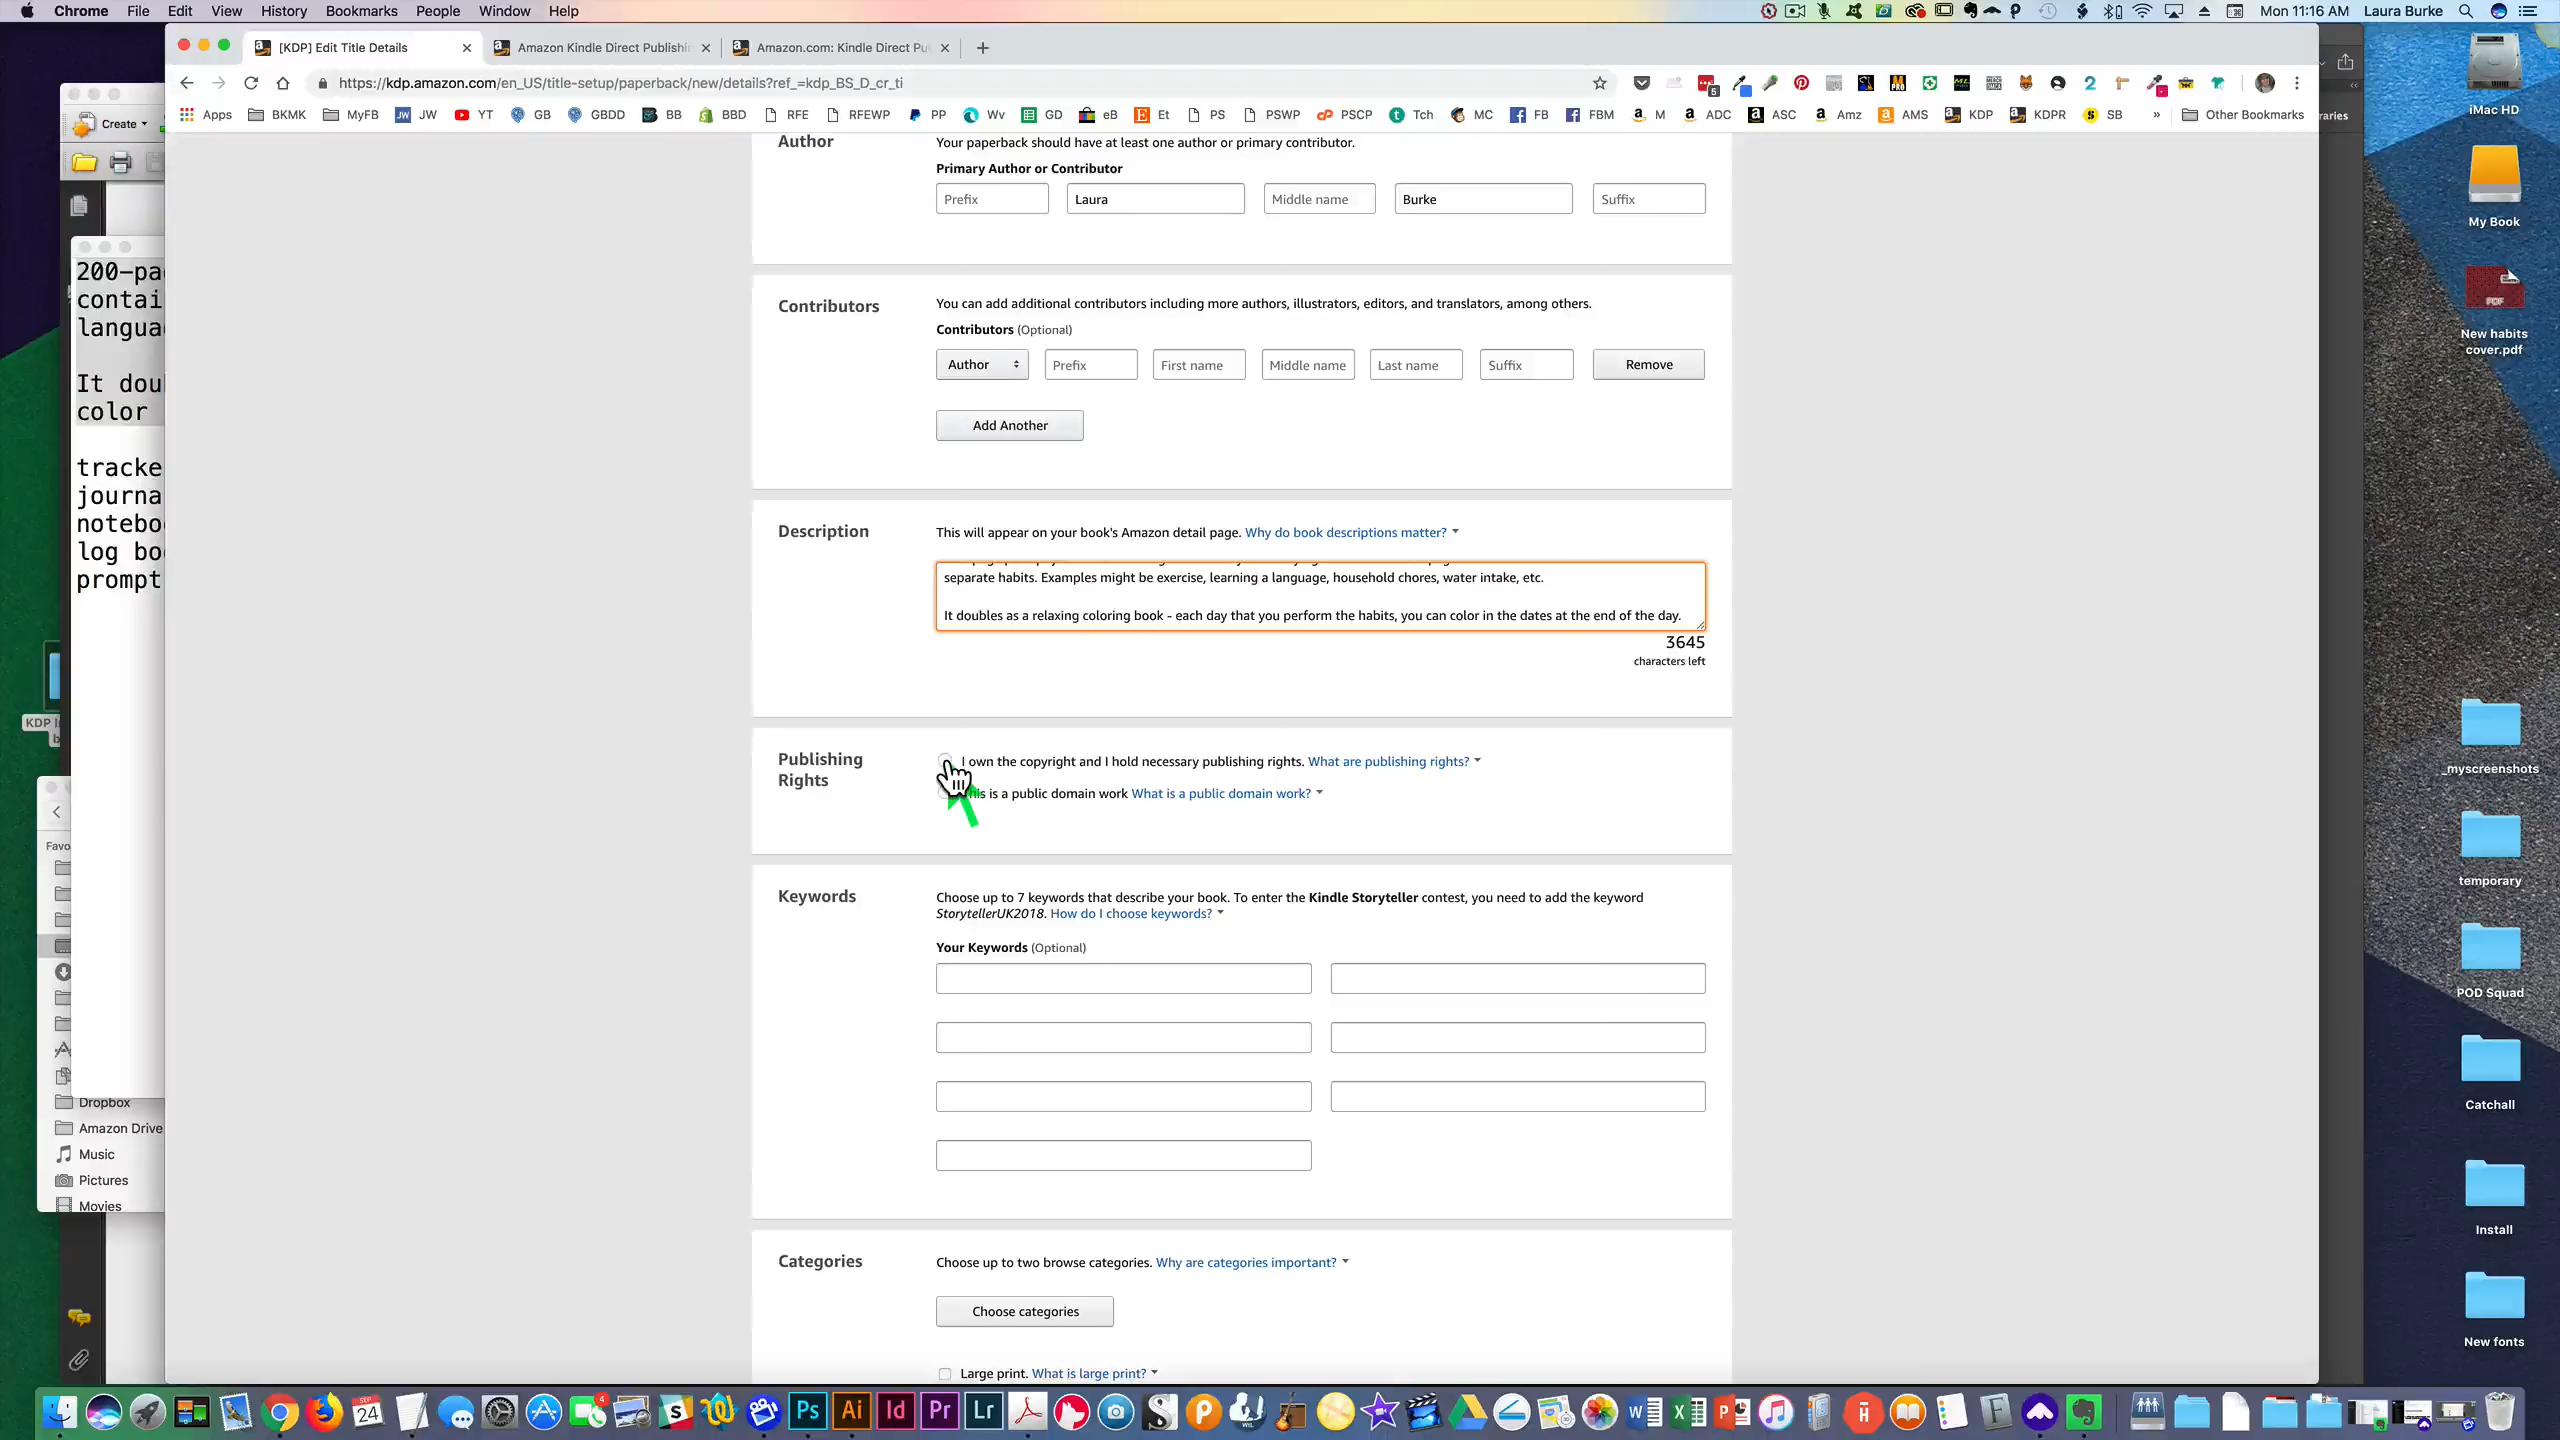 Chrome File Edit View History Bookmarks People Window Help
Mon 11:16 AM Laura Burke
[KDP] Edit Title Details
Amazon Kindle Direct Publishi
Amazon.com: Kindle Direct Pu
https://kdp.amazon.com/en_US/title-setup/paperback/new/details?ref_=kdp_BS_D_cr_ti
Apps BKMK MyFB JW YT GB GBDD BB BBD RFE RFEWP PP Wv GD eB Et PS PSWP PSCP Tch MC FB FBM M ADC ASC Amz AMS KDP KDPR SB » Other Bookmarks
raries
Create
Author
Your paperback should have at least one author or primary contributor.
Primary Author or Contributor
Prefix Laura Middle name Burke Suffix
Contributors
You can add additional contributors including more authors, illustrators, editors, and translators, among others.
Contributors (Optional)
Author Prefix First name Middle name Last name Suffix Remove
Add Another
Description
This will appear on your book's Amazon detail page. Why do book descriptions matter?
separate habits. Examples might be exercise, learning a language, household chores, water intake, etc.
It doubles as a relaxing coloring book - each day that you perform the habits, you can color in the dates at the end of the day.
3645
characters left
Publishing
Rights
I own the copyright and I hold necessary publishing rights. What are publishing rights?
is a public domain work What is a public domain work?
Keywords
Choose up to 7 keywords that describe your book. To enter the Kindle Storyteller contest, you need to add the keyword
StorytellerUK2018. How do I choose keywords?
Your Keywords (Optional)
Categories
Choose up to two browse categories. Why are categories important?
Choose categories
Large print. What is large print?
200-pa
contai
langua
It dou
color
tracke
journa
notebo
log bo
prompt
KDP I
b
Favo
Dropbox
Amazon Drive
Music
Pictures
Movies
iMac HD
My Book
PDF
New habits
cover.pdf
_myscreenshots
temporary
POD Squad
Catchall
Install
New fonts
SEP
24
4
Ps Ai Id Pr Lr